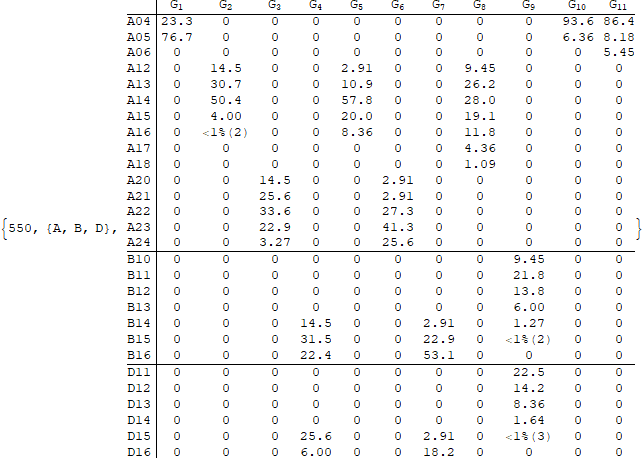 G₁ G₂ G₃ G₄ G₅ G₆ G₇ G₈ G₉ G₁₀ G₁₁
A04 23.3 0 0 0 0 0 0 0 0 93.6 86.4
A05 76.7 0 0 0 0 0 0 0 0 6.36 8.18
A06 0 0 0 0 0 0 0 0 0 0 5.45
A12 0 14.5 0 0 2.91 0 0 9.45 0 0 0
A13 0 30.7 0 0 10.9 0 0 26.2 0 0 0
A14 0 50.4 0 0 57.8 0 0 28.0 0 0 0
A15 0 4.00 0 0 20.0 0 0 19.1 0 0 0
A16 0 <1%(2) 0 0 8.36 0 0 11.8 0 0 0
A17 0 0 0 0 0 0 0 4.36 0 0 0
A18 0 0 0 0 0 0 0 1.09 0 0 0
A20 0 0 14.5 0 0 2.91 0 0 0 0 0
A21 0 0 25.6 0 0 2.91 0 0 0 0 0
A22 0 0 33.6 0 0 27.3 0 0 0 0 0
{550, {A, B, D}, A23 0 0 22.9 0 0 41.3 0 0 0 0 0 }
A24 0 0 3.27 0 0 25.6 0 0 0 0 0
B10 0 0 0 0 0 0 0 0 9.45 0 0
B11 0 0 0 0 0 0 0 0 21.8 0 0
B12 0 0 0 0 0 0 0 0 13.8 0 0
B13 0 0 0 0 0 0 0 0 6.00 0 0
B14 0 0 0 14.5 0 0 2.91 0 1.27 0 0
B15 0 0 0 31.5 0 0 22.9 0 <1%(2) 0 0
B16 0 0 0 22.4 0 0 53.1 0 0 0 0
D11 0 0 0 0 0 0 0 0 22.5 0 0
D12 0 0 0 0 0 0 0 0 14.2 0 0
D13 0 0 0 0 0 0 0 0 8.36 0 0
D14 0 0 0 0 0 0 0 0 1.64 0 0
D15 0 0 0 25.6 0 0 2.91 0 <1%(3) 0 0
D16 0 0 0 6.00 0 0 18.2 0 0 0 0